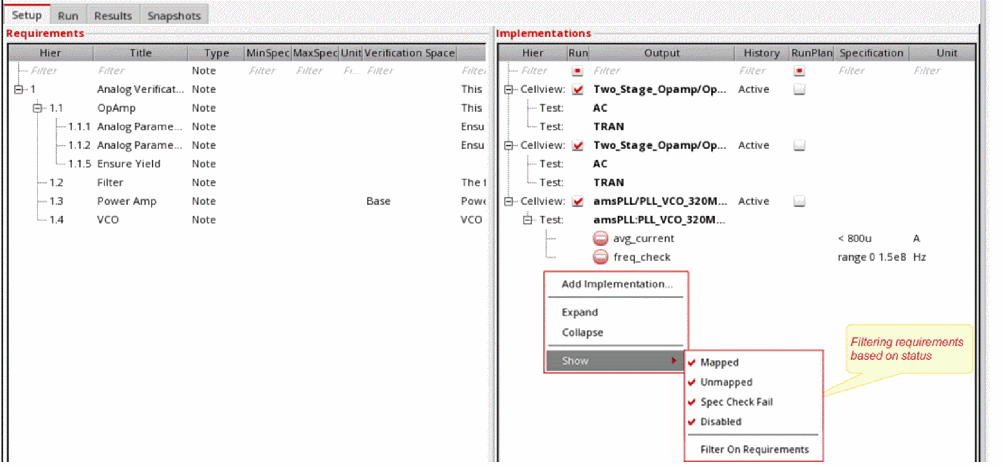 Setup Run Results Snapshots
Requirements
Hier Title Type MinSpec MaxSpec Unit Verification Space
Filter Filter Note Filter Filter Fi... Filter Filter
1 Analog Verificat... Note This
1.1 OpAmp Note This
1.1.1 Analog Parame... Note Ensu
1.1.2 Analog Parame... Note Ensu
1.1.5 Ensure Yield Note
1.2 Filter Note The f
1.3 Power Amp Note Base Powe
1.4 VCO Note VCO
Implementations
Hier Run Output History RunPlan Specification Unit
Filter Filter Filter Filter Filter
Cellview: Two_Stage_Opamp/Op... Active
Test: AC
Test: TRAN
Cellview: Two_Stage_Opamp/Op... Active
Test: AC
Test: TRAN
Cellview: amsPLL/PLL_VCO_320M... Active
Test: amsPLL:PLL_VCO_320M...
avg_current < 800u A
freq_check range 0 1.5e8 Hz
Add Implementation...
Expand
Collapse
Show
Mapped
Unmapped
Spec Check Fail
Disabled
Filter On Requirements
Filtering requirements
based on status